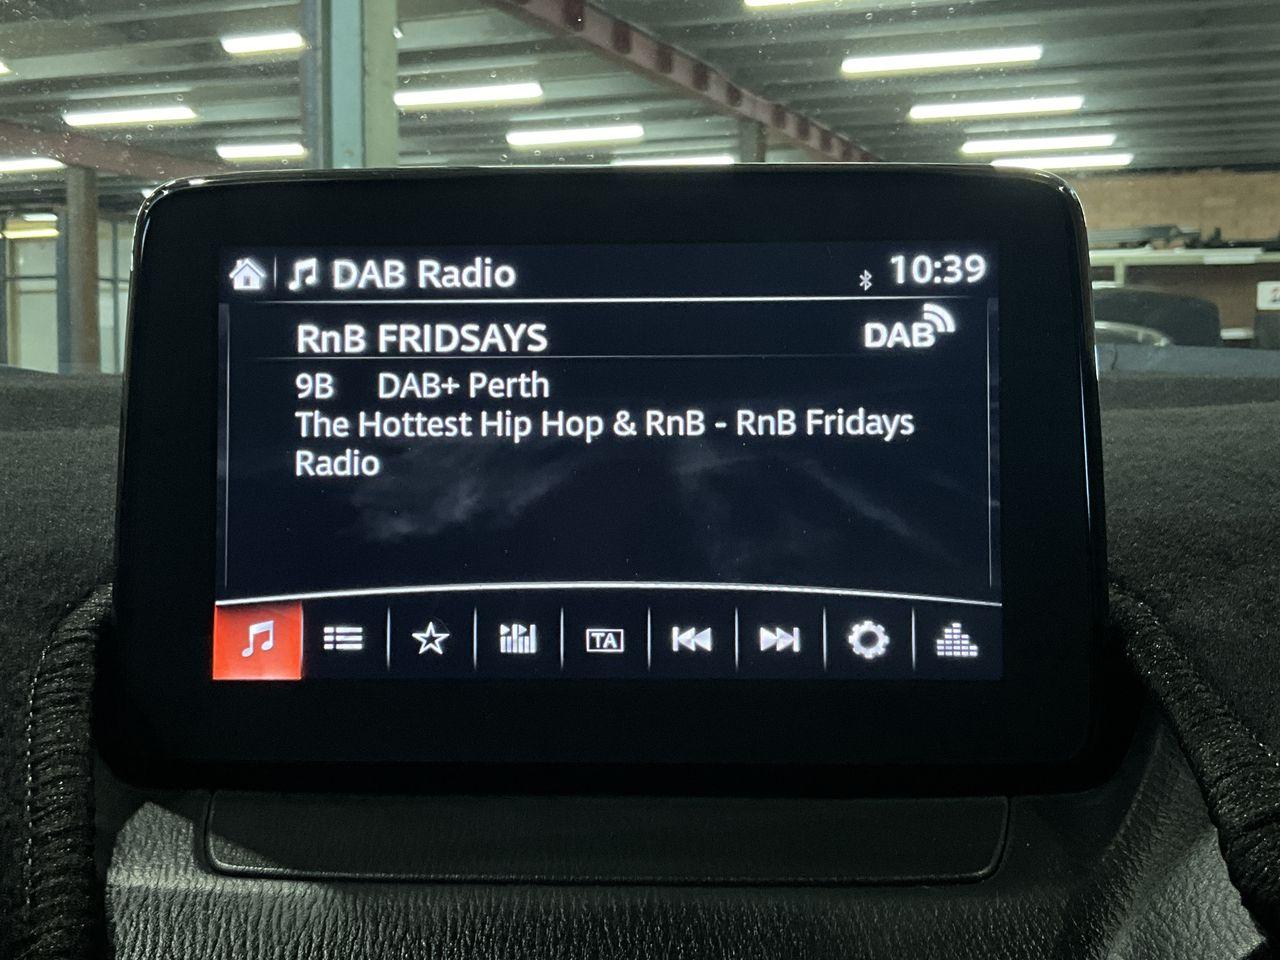 DAB Radio 10:39
RnB FRIDSAYS DAB
9B DAB+ Perth
The Hottest Hip Hop & RnB - RnB Fridays
Radio
TA